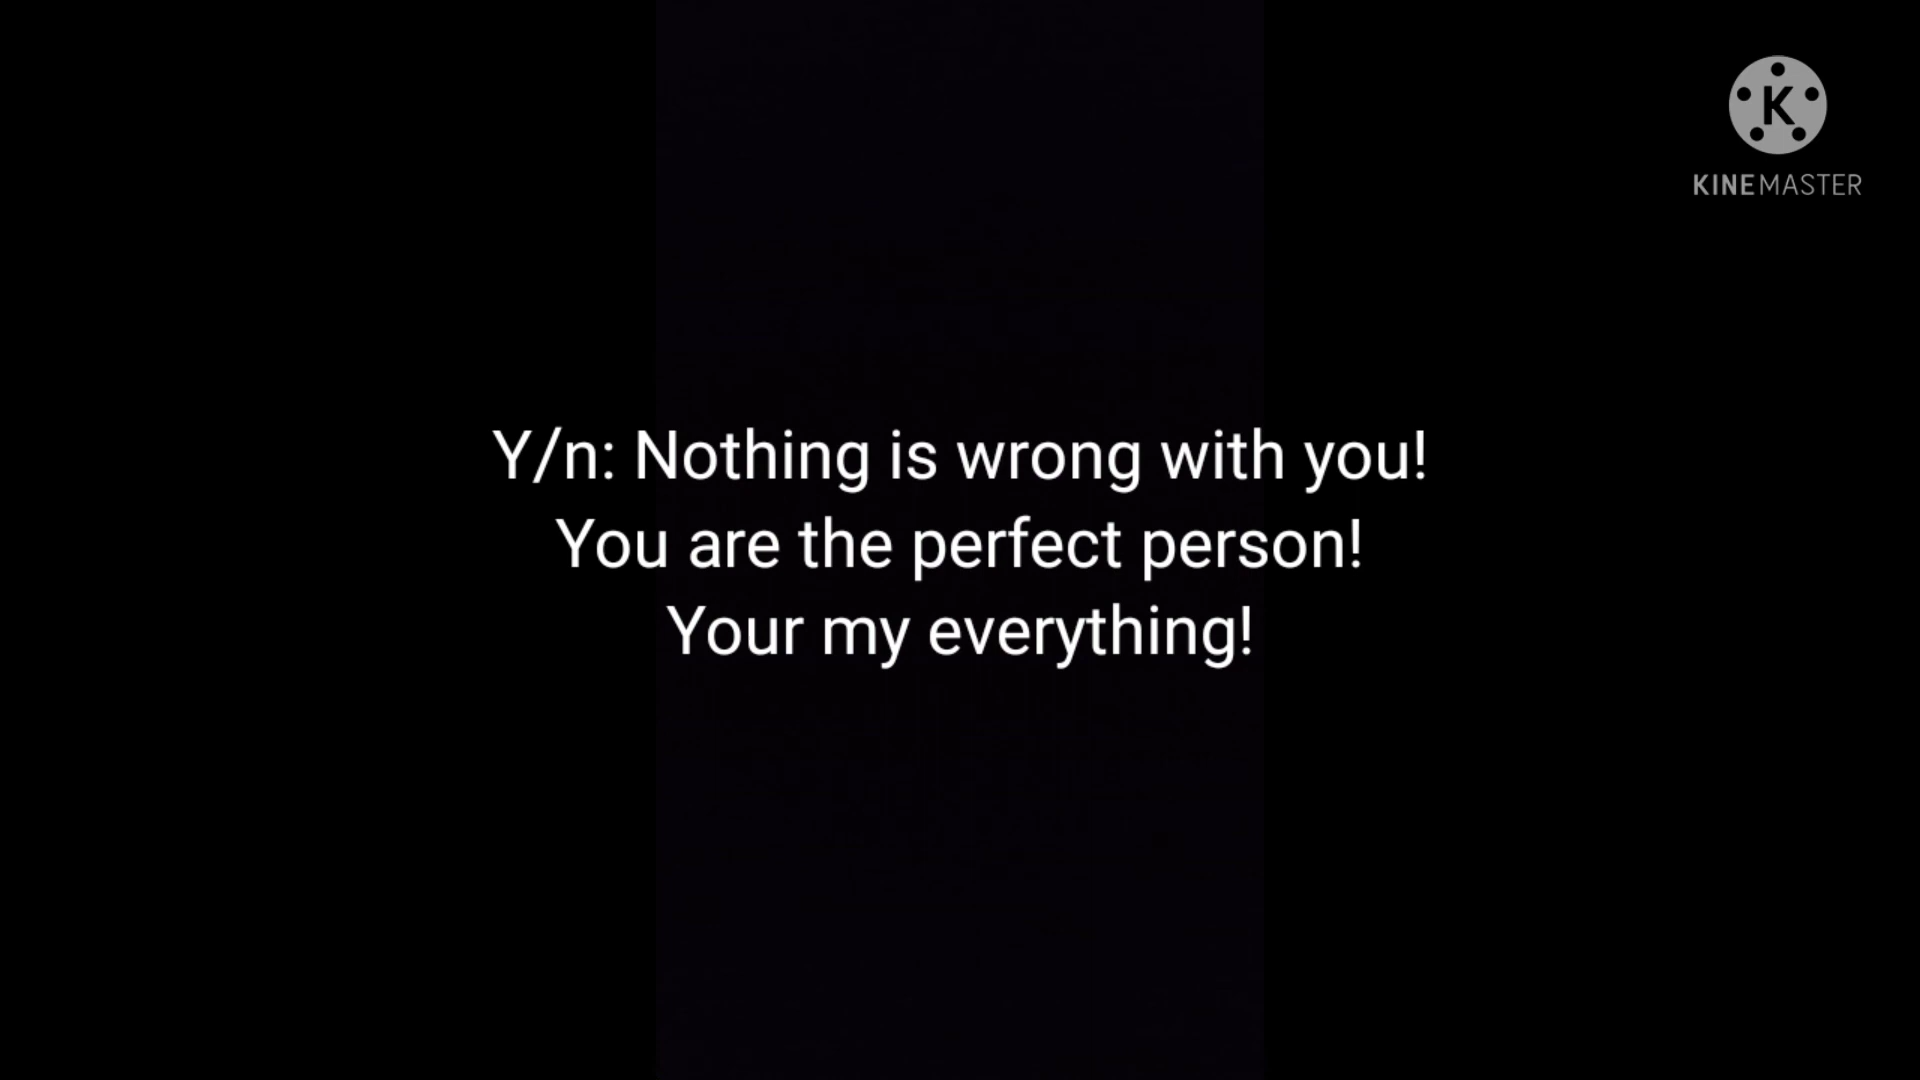 K
KINEMASTER
Y/n: Nothing is wrong with you!
You are the perfect person!
Your my everything!